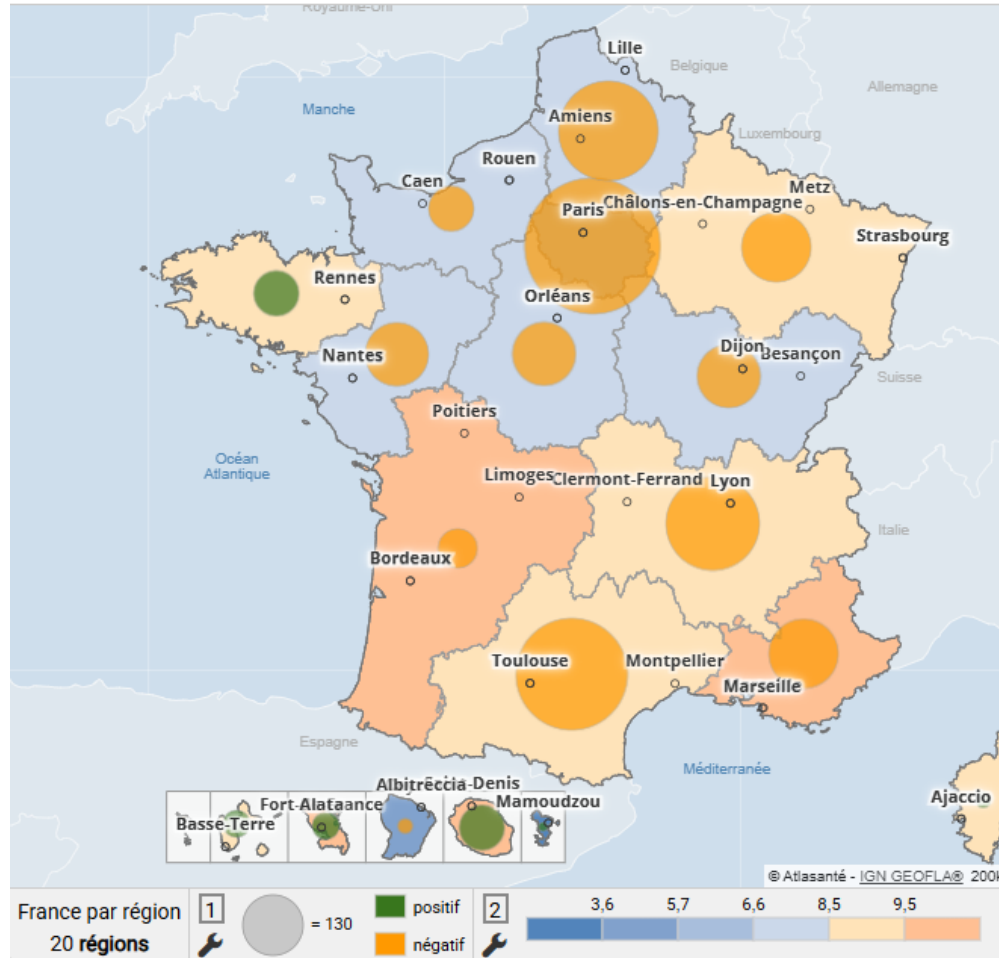 Royaume-Uni
Lille
Belgique
Allemagne
Manche
Amiens
Luxembourg
Rouen
Caen
Metz
Châlons-en-Champagne
Paris
Strasbourg
Rennes
Orléans
Nantes
Dijon
Besançon
Suisse
Poitiers
Océan
Atlantique
Limoges
Clermont-Ferrand
Lyon
Italie
Bordeaux
Toulouse
Montpellier
Marseille
Espagne
Méditerranée
Mamoudzou
Ajaccio
Basse-Terre
© Atlasanté - IGN GEOFLA® 200k
France par région
20 régions
1
= 130
positif
négatif
2
3,6 5,7 6,6 8,5 9,5